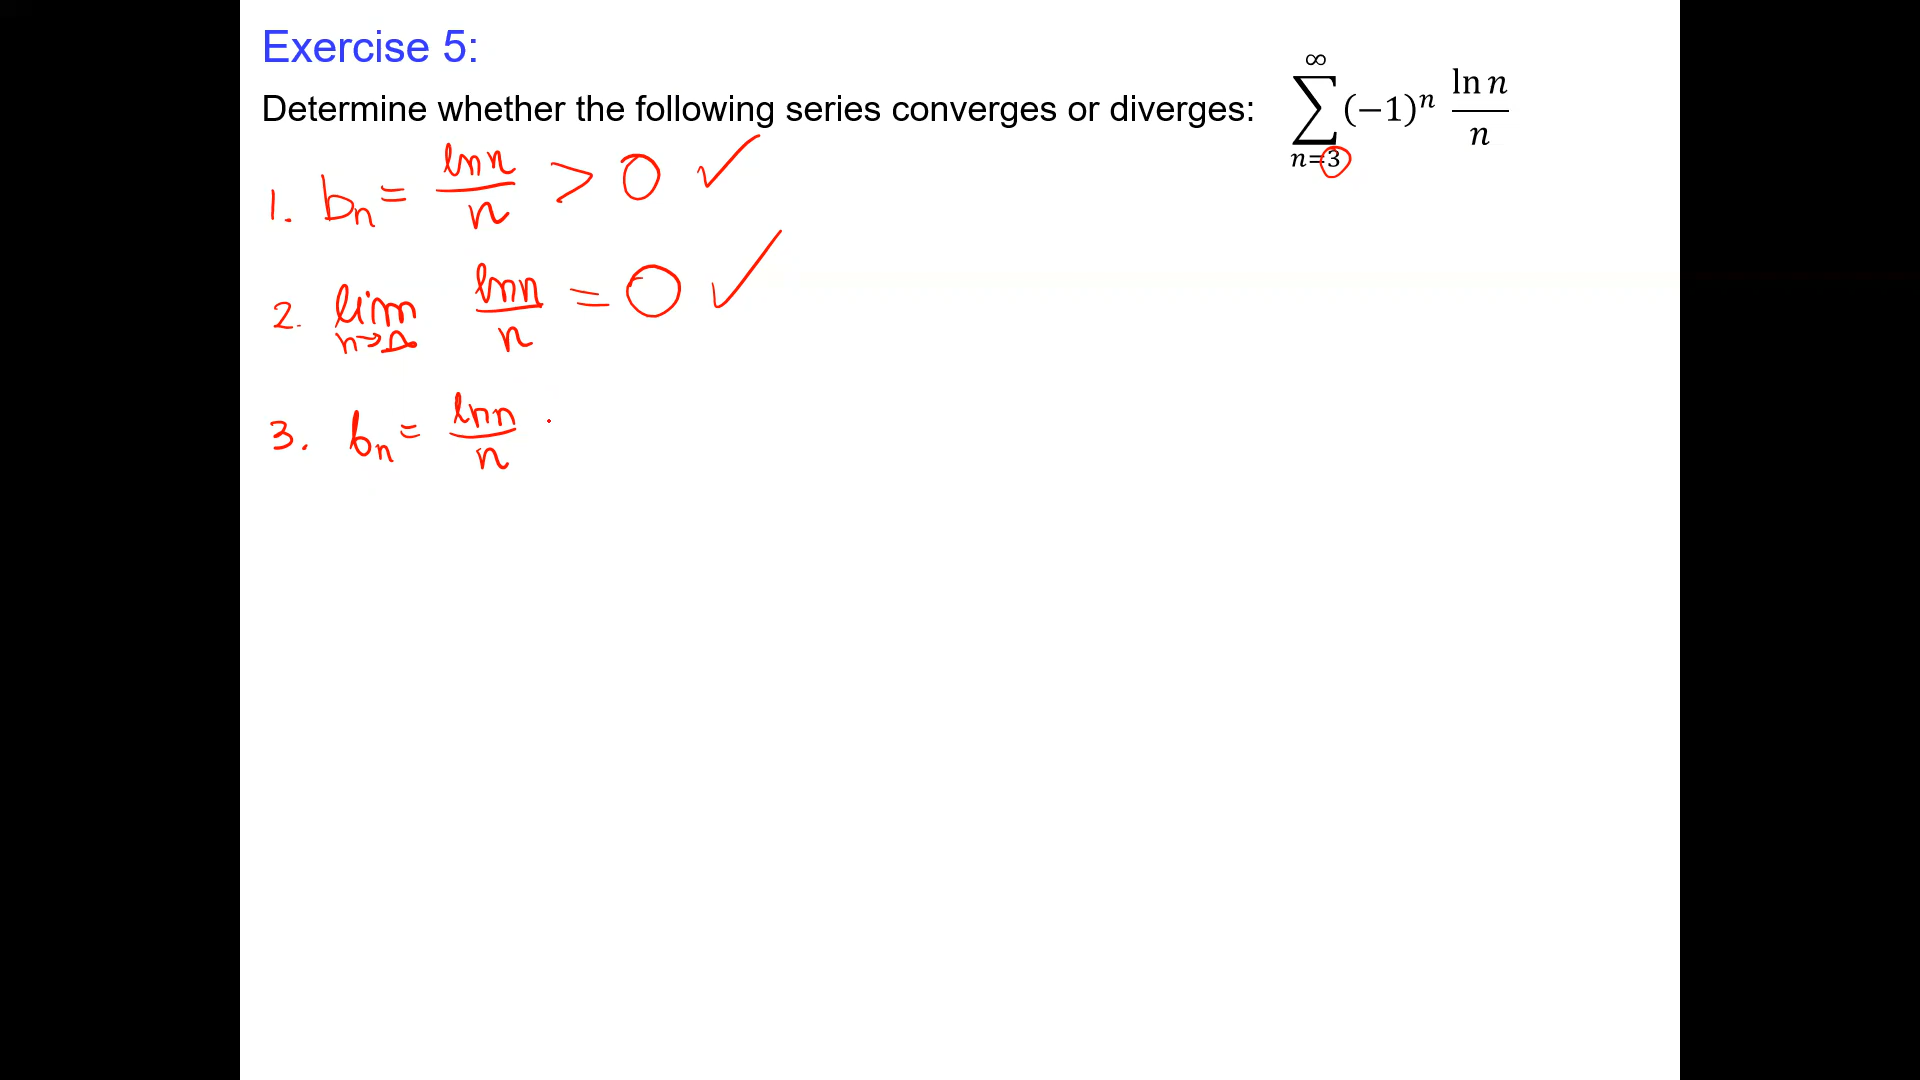 Exercise 5:
Determine whether the following series converges or diverges: ∑_{n=3}^{∞} (−1)^n (ln n)/n
1. b_n = (ln n)/n > 0 ✓
2. lim_{n→∞} (ln n)/n = 0 ✓
3. b_n = (ln n)/n